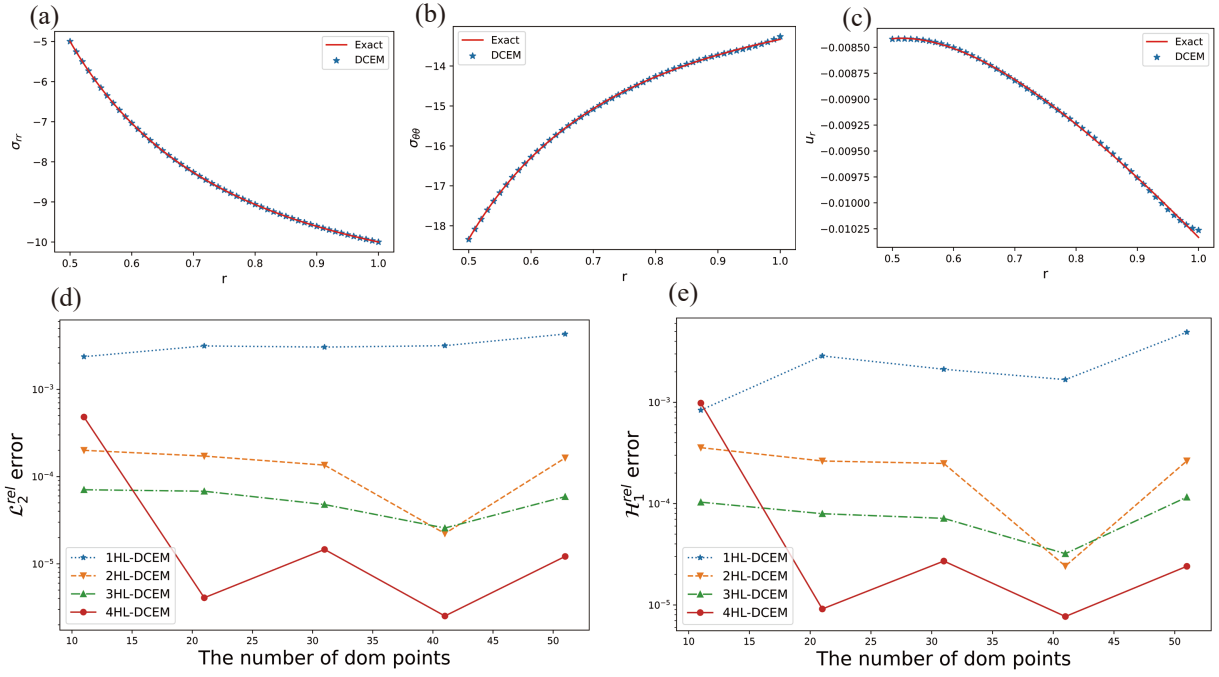 (a)
Exact
DCEM
−5
−6
−7
−8
−9
−10
σrr
0.5 0.6 0.7 0.8 0.9 1.0
r
(b)
Exact
DCEM
−13
−14
−15
−16
−17
−18
σθθ
0.5 0.6 0.7 0.8 0.9 1.0
r
(c)
Exact
DCEM
−0.00850
−0.00875
−0.00900
−0.00925
−0.00950
−0.00975
−0.01000
−0.01025
ur
0.5 0.6 0.7 0.8 0.9 1.0
r
(d)
10⁻³
10⁻⁴
10⁻⁵
ℒ₂ʳᵉˡ error
1HL-DCEM
2HL-DCEM
3HL-DCEM
4HL-DCEM
10 15 20 25 30 35 40 45 50
The number of dom points
(e)
10⁻³
10⁻⁴
10⁻⁵
ℋ₁ʳᵉˡ error
1HL-DCEM
2HL-DCEM
3HL-DCEM
4HL-DCEM
10 15 20 25 30 35 40 45 50
The number of dom points